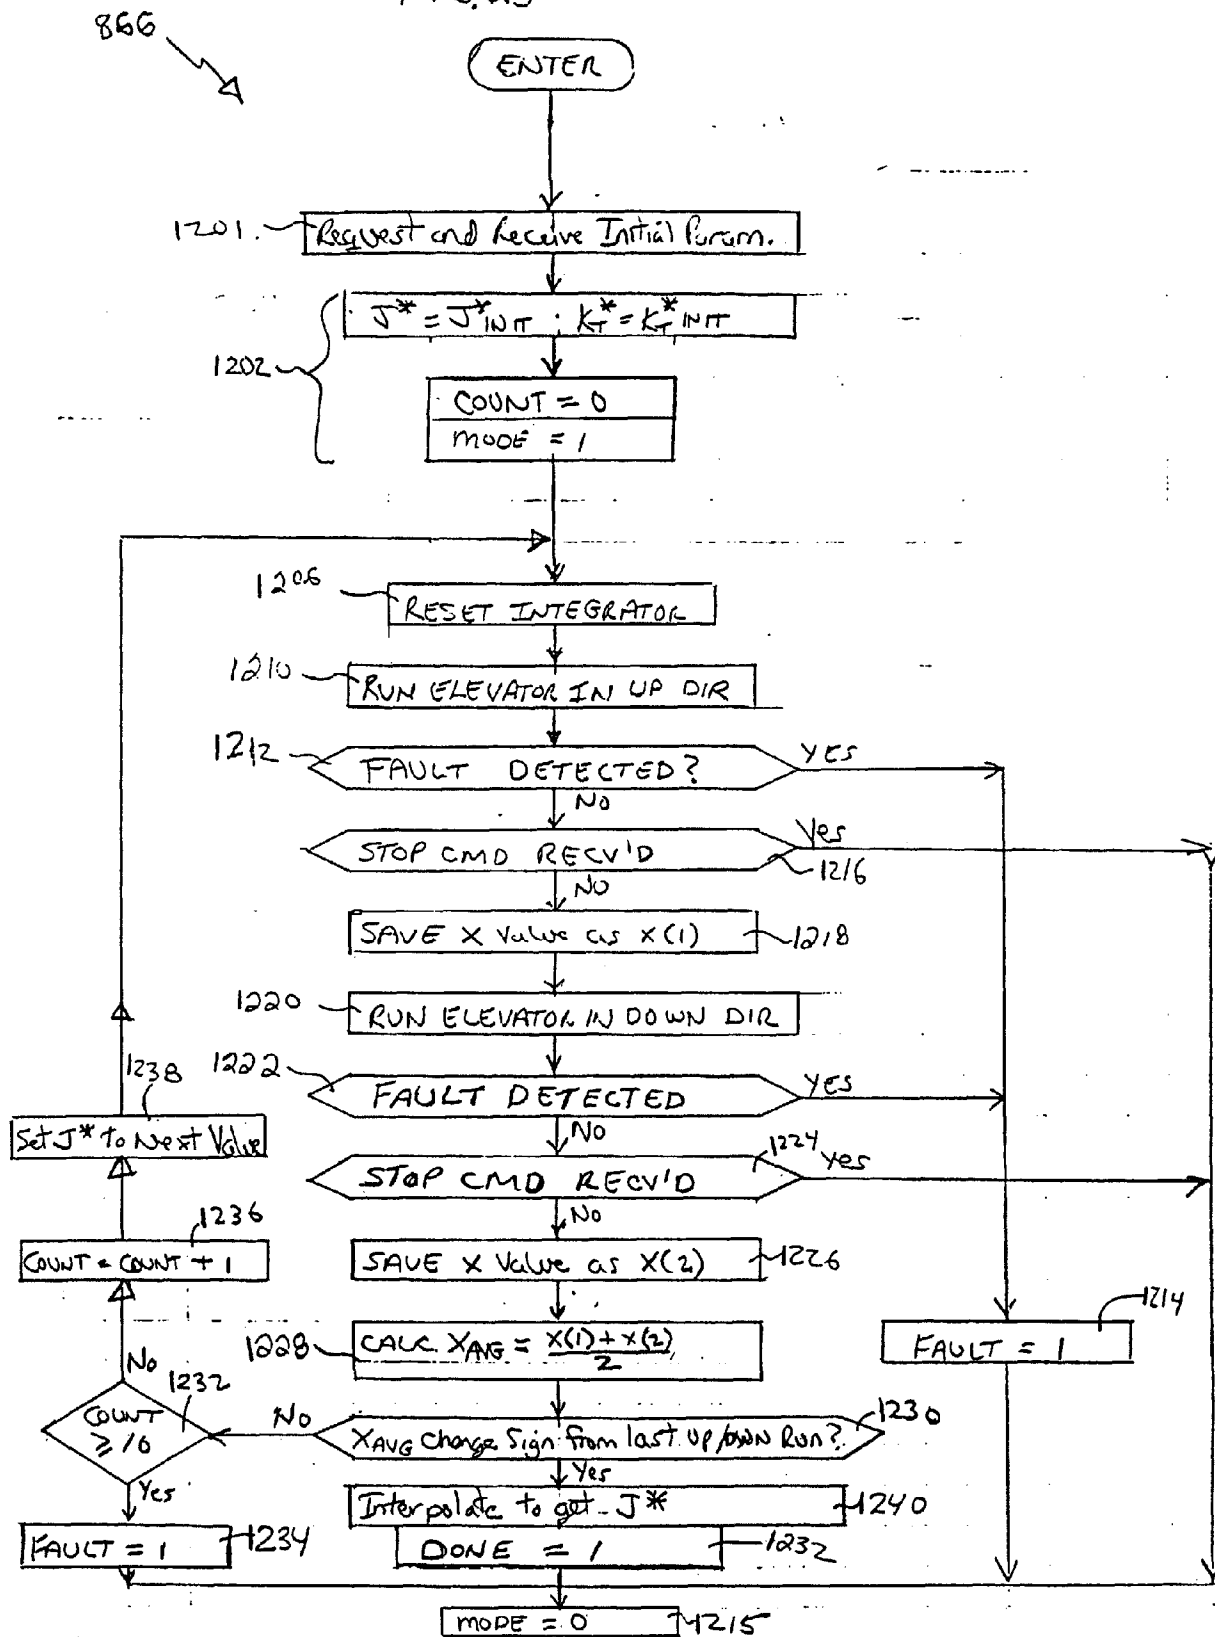 866
ENTER
1201
Request and Receive Initial Param.
J* = J*INIT : KT* = KT*INIT
1202
COUNT = 0
MODE = 1
1206
RESET INTEGRATOR
1210
RUN ELEVATOR IN UP DIR
1212
FAULT DETECTED?
YES
NO
STOP CMD RECV'D
Yes
1216
NO
SAVE X Value as X(1)
1218
1220
RUN ELEVATOR IN DOWN DIR
1222
FAULT DETECTED
YES
NO
1238
Set J* to Next Value
STOP CMD RECV'D
1224
Yes
No
1236
COUNT = COUNT + 1
SAVE X Value as X(2)
1226
1228
CALC XAVG = X(1) + X(2) / 2
1214
FAULT = 1
No
1232
COUNT ≥ 10
No
XAVG Change Sign from last UP/DWN Run?
1230
Yes
Yes
Interpolate to get J*
1240
FAULT = 1
1234
DONE = 1
1232
MODE = 0
1215